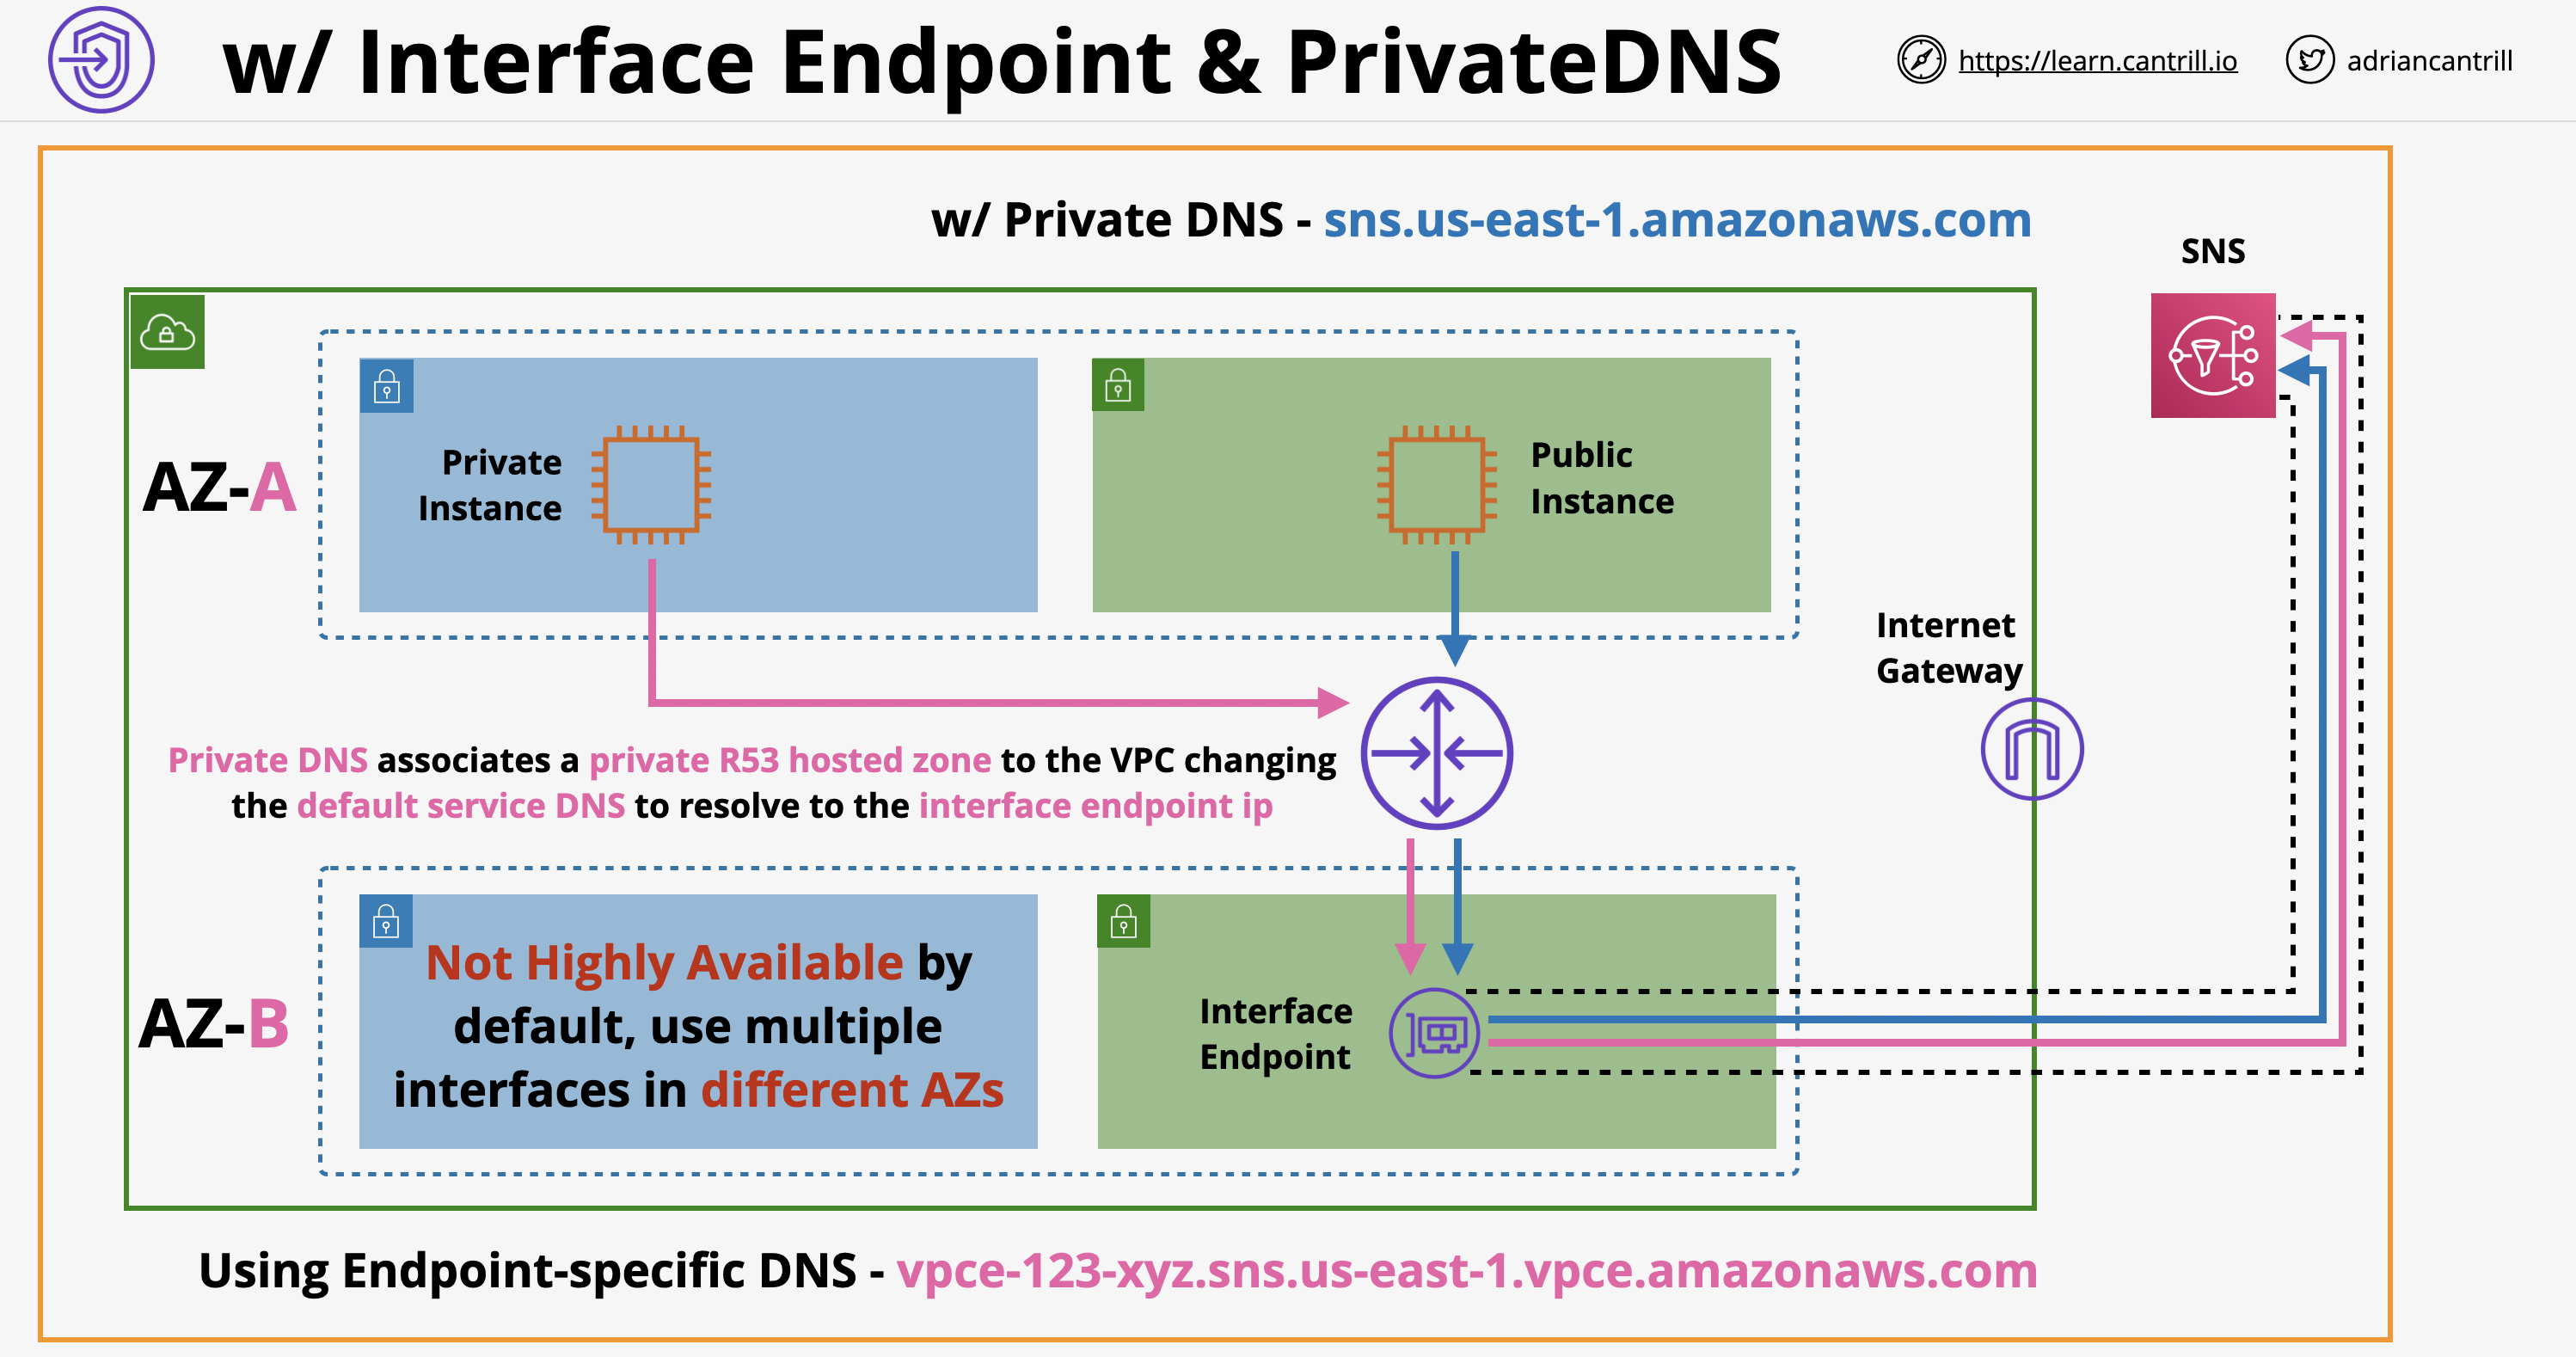 w/ Interface Endpoint & PrivateDNS
https://learn.cantrill.io
adriancantrill
w/ Private DNS - sns.us-east-1.amazonaws.com
SNS
AZ-A
Private
Instance
Public
Instance
Internet
Gateway
Private DNS associates a private R53 hosted zone to the VPC changing
the default service DNS to resolve to the interface endpoint ip
AZ-B
Not Highly Available by
default, use multiple
interfaces in different AZs
Interface
Endpoint
Using Endpoint-specific DNS - vpce-123-xyz.sns.us-east-1.vpce.amazonaws.com